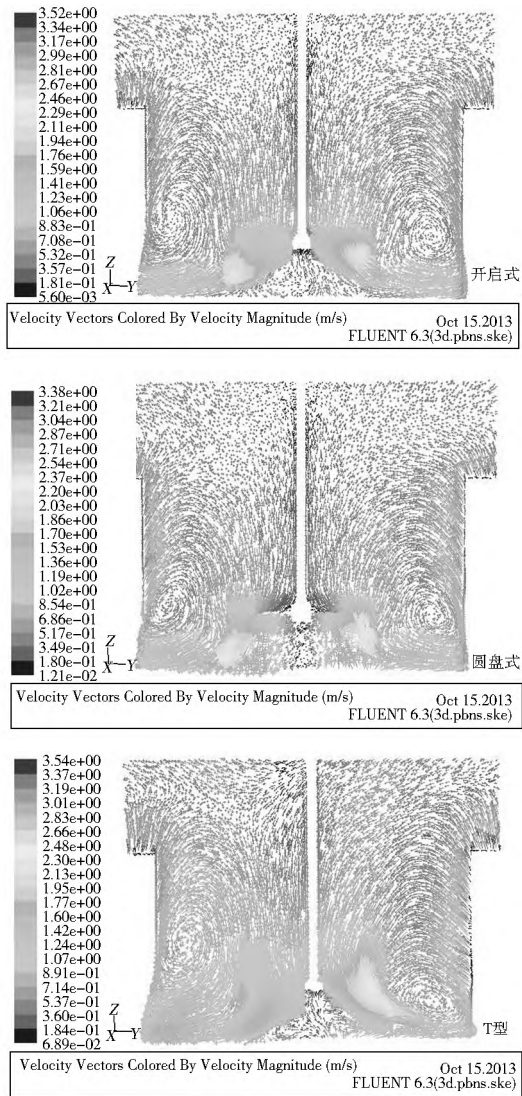 3.52e+00
3.34e+00
3.17e+00
2.99e+00
2.81e+00
2.67e+00
2.46e+00
2.29e+00
2.11e+00
1.94e+00
1.76e+00
1.59e+00
1.41e+00
1.23e+00
1.06e+00
8.83e-01
7.08e-01
5.32e-01
3.57e-01
1.81e-01
5.60e-03
Z
X
Y
开启式
Velocity Vectors Colored By Velocity Magnitude (m/s)
Oct 15.2013
FLUENT 6.3(3d.pbns.ske)
3.38e+00
3.21e+00
3.04e+00
2.87e+00
2.71e+00
2.54e+00
2.37e+00
2.20e+00
2.03e+00
1.86e+00
1.70e+00
1.53e+00
1.36e+00
1.19e+00
1.02e+00
8.54e-01
6.86e-01
5.17e-01
3.49e-01
1.80e-01
1.21e-02
Z
X
Y
圆盘式
Velocity Vectors Colored By Velocity Magnitude (m/s)
Oct 15.2013
FLUENT 6.3(3d.pbns.ske)
3.54e+00
3.37e+00
3.19e+00
3.01e+00
2.83e+00
2.66e+00
2.48e+00
2.30e+00
2.13e+00
1.95e+00
1.77e+00
1.60e+00
1.42e+00
1.24e+00
1.07e+00
8.91e-01
7.14e-01
5.37e-01
3.60e-01
1.84e-01
6.89e-02
Z
X
Y
T型
Velocity Vectors Colored By Velocity Magnitude (m/s)
Oct 15.2013
FLUENT 6.3(3d.pbns.ske)